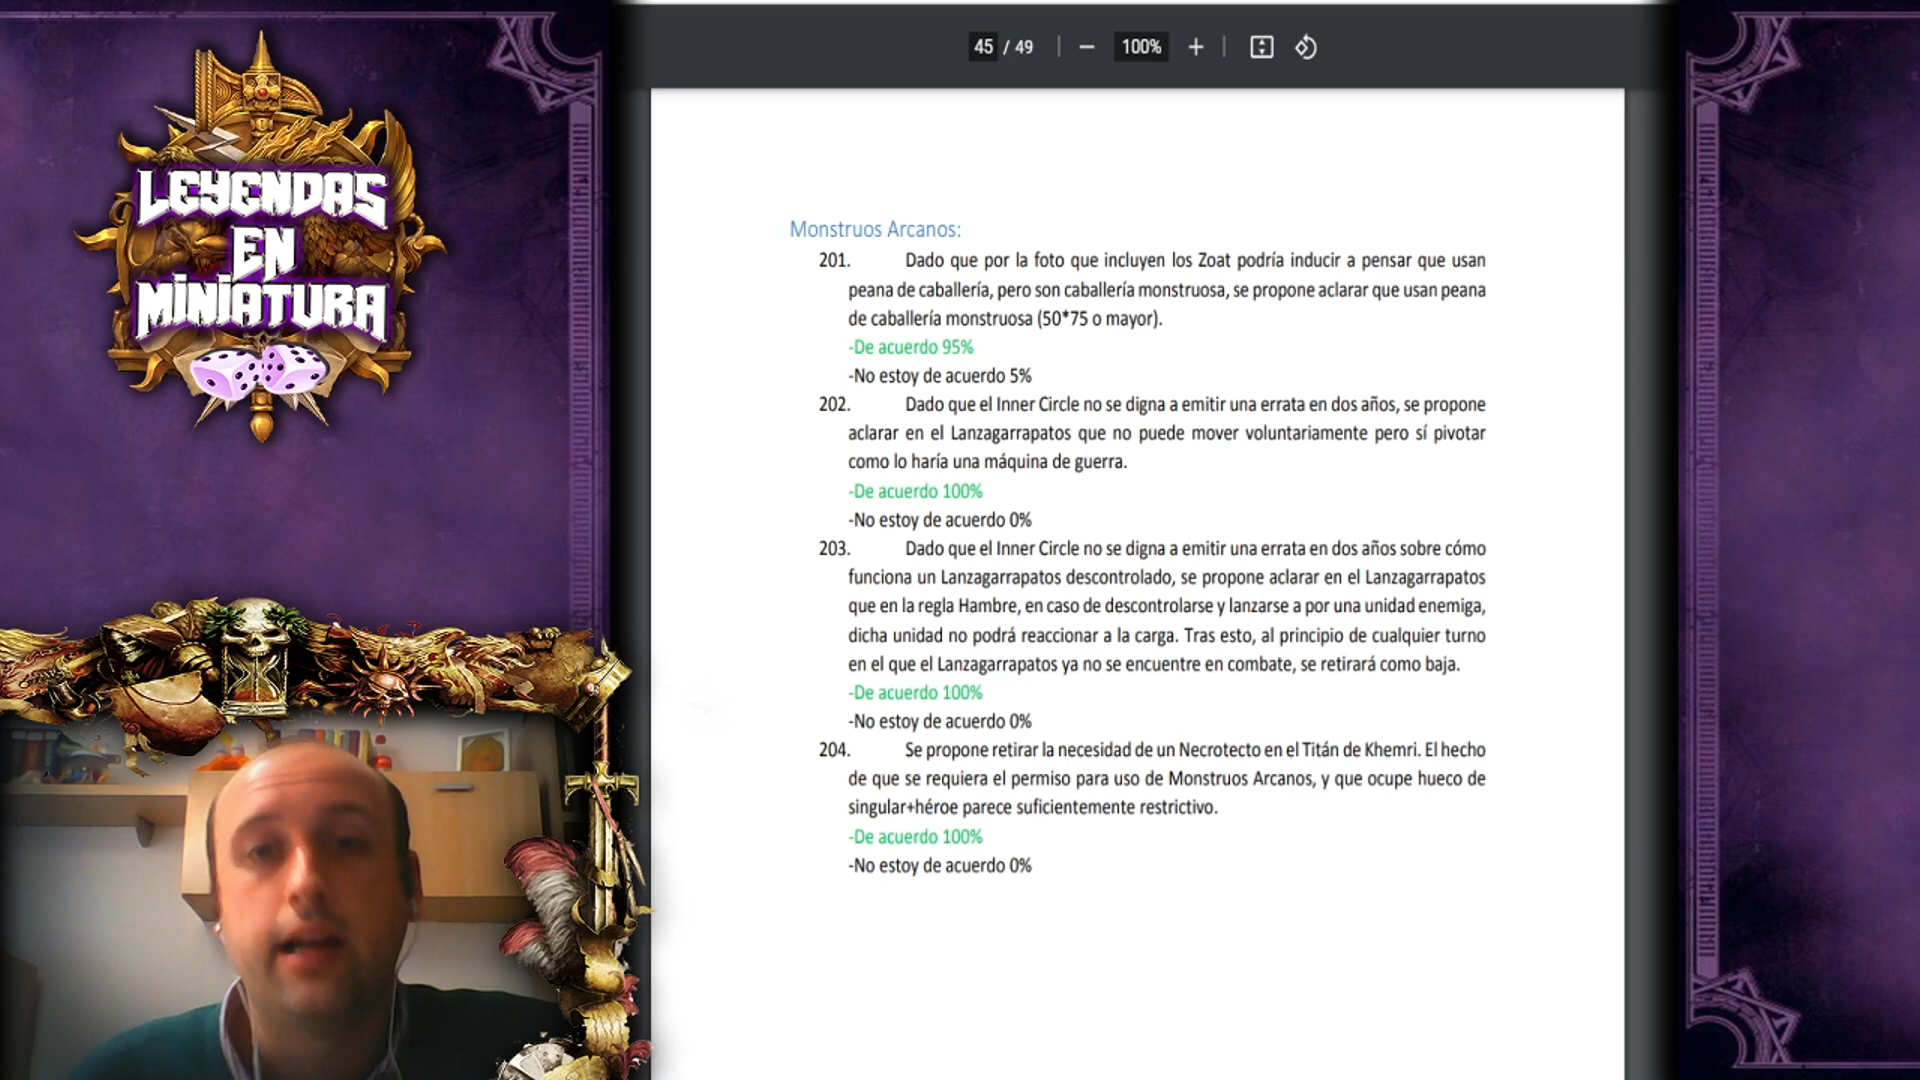 LEYENDAS
EN
MINIATURA
45 / 49
100%
Monstruos Arcanos:
201. Dado que por la foto que incluyen los Zoat podría inducir a pensar que usan
peana de caballería, pero son caballería monstruosa, se propone aclarar que usan peana
de caballería monstruosa (50*75 o mayor).
-De acuerdo 95%
-No estoy de acuerdo 5%
202. Dado que el Inner Circle no se digna a emitir una errata en dos años, se propone
aclarar en el Lanzagarrapatos que no puede mover voluntariamente pero sí pivotar
como lo haría una máquina de guerra.
-De acuerdo 100%
-No estoy de acuerdo 0%
203. Dado que el Inner Circle no se digna a emitir una errata en dos años sobre cómo
funciona un Lanzagarrapatos descontrolado, se propone aclarar en el Lanzagarrapatos
que en la regla Hambre, en caso de descontrolarse y lanzarse a por una unidad enemiga,
dicha unidad no podrá reaccionar a la carga. Tras esto, al principio de cualquier turno
en el que el Lanzagarrapatos ya no se encuentre en combate, se retirará como baja.
-De acuerdo 100%
-No estoy de acuerdo 0%
204. Se propone retirar la necesidad de un Necrotecto en el Titán de Khemri. El hecho
de que se requiera el permiso para uso de Monstruos Arcanos, y que ocupe hueco de
singular+héroe parece suficientemente restrictivo.
-De acuerdo 100%
-No estoy de acuerdo 0%